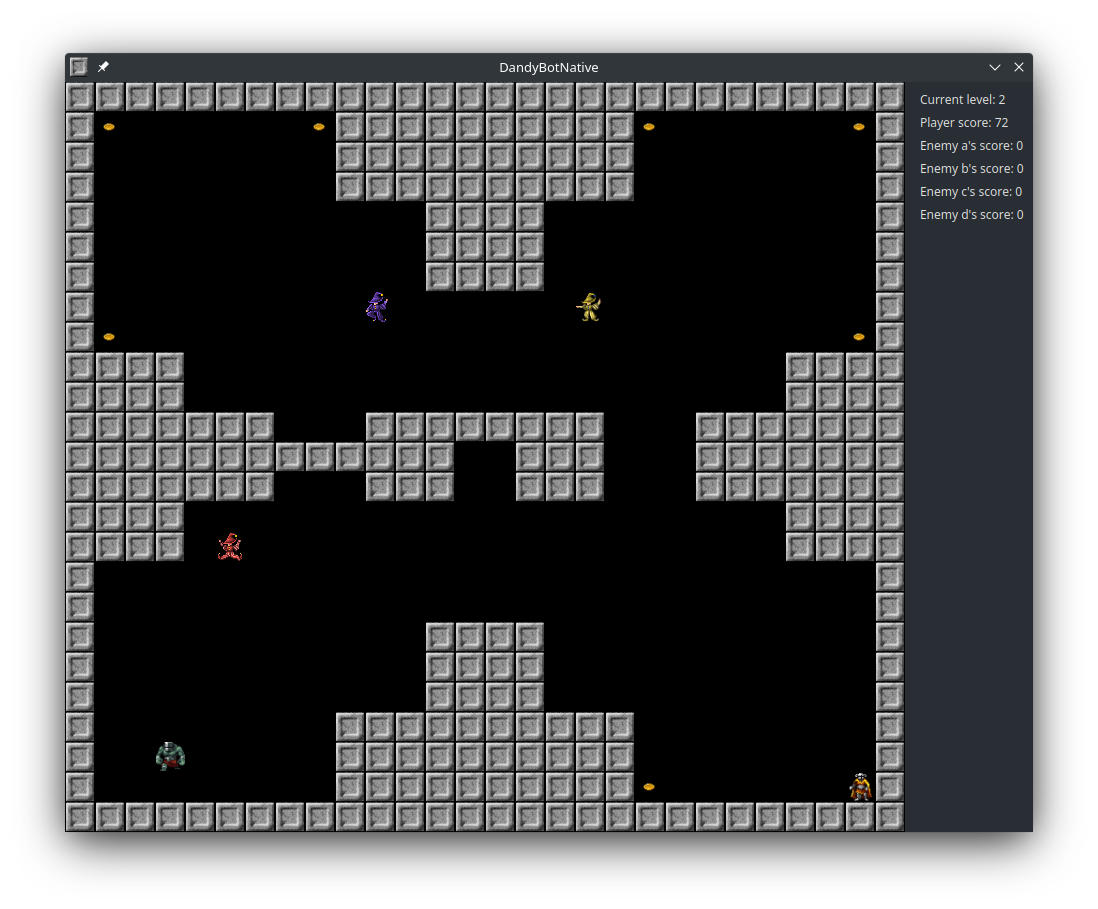 DandyBotNative
Current level: 2
Player score: 72
Enemy a's score: 0
Enemy b's score: 0
Enemy c's score: 0
Enemy d's score: 0